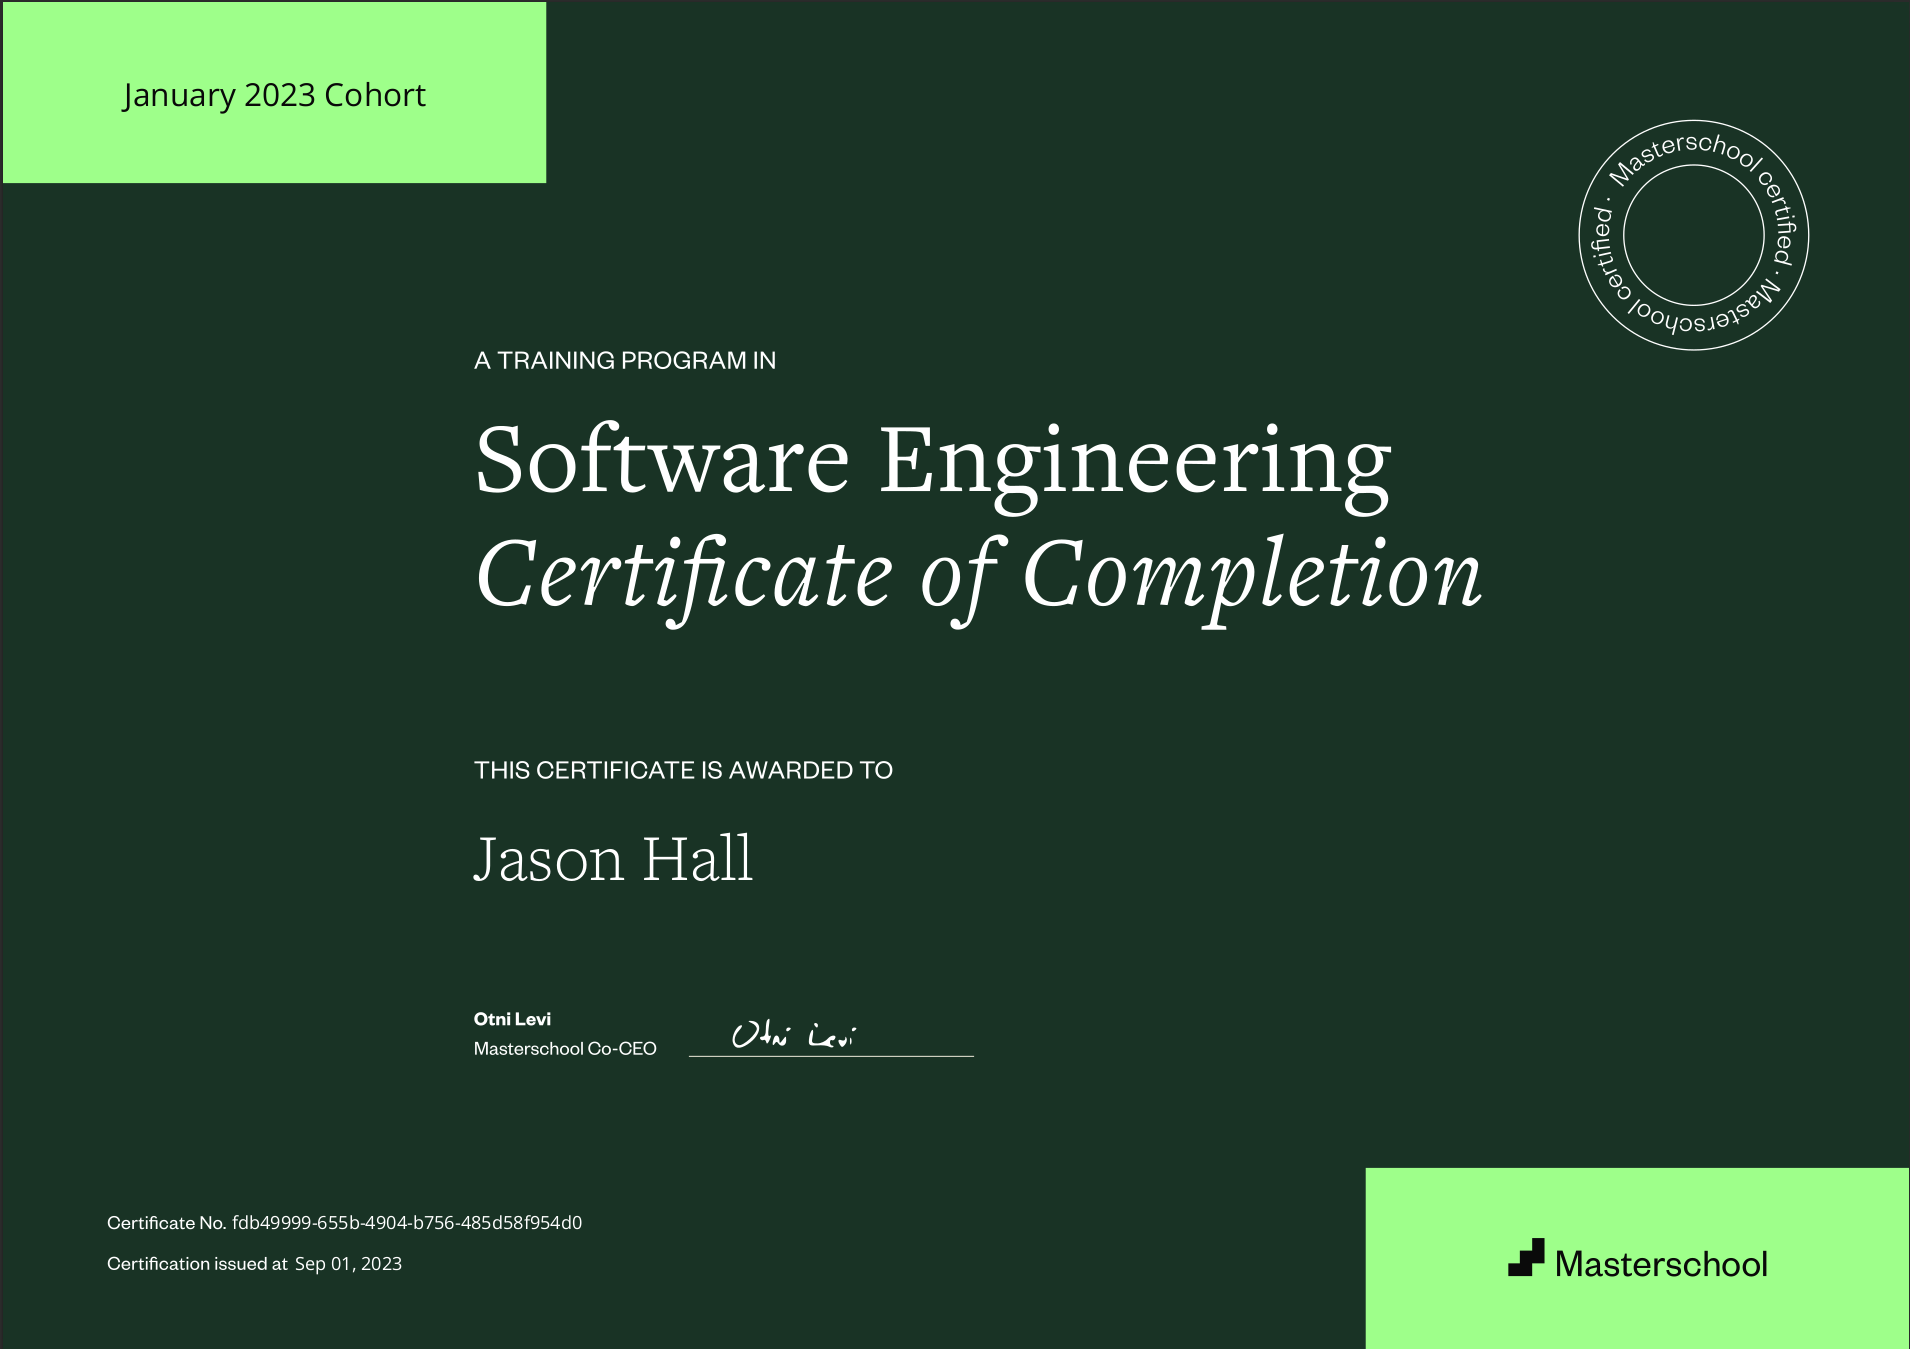 January 2023 Cohort
Masterschool certified · Masterschool certified ·
A TRAINING PROGRAM IN
Software Engineering
Certificate of Completion
THIS CERTIFICATE IS AWARDED TO
Jason Hall
Otni Levi
Masterschool Co-CEO
Otni Levi
Certificate No. fdb49999-655b-4904-b756-485d58f954d0
Certification issued at Sep 01, 2023
Masterschool